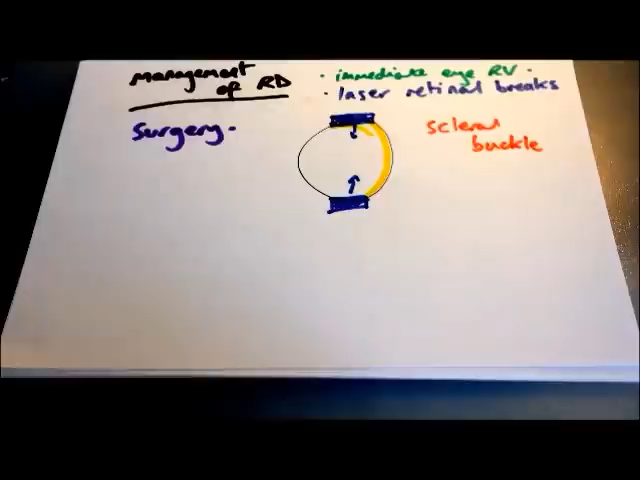 management of RD
· immediate eye RV ·
· laser retinal breaks
Surgery.
scleral
buckle